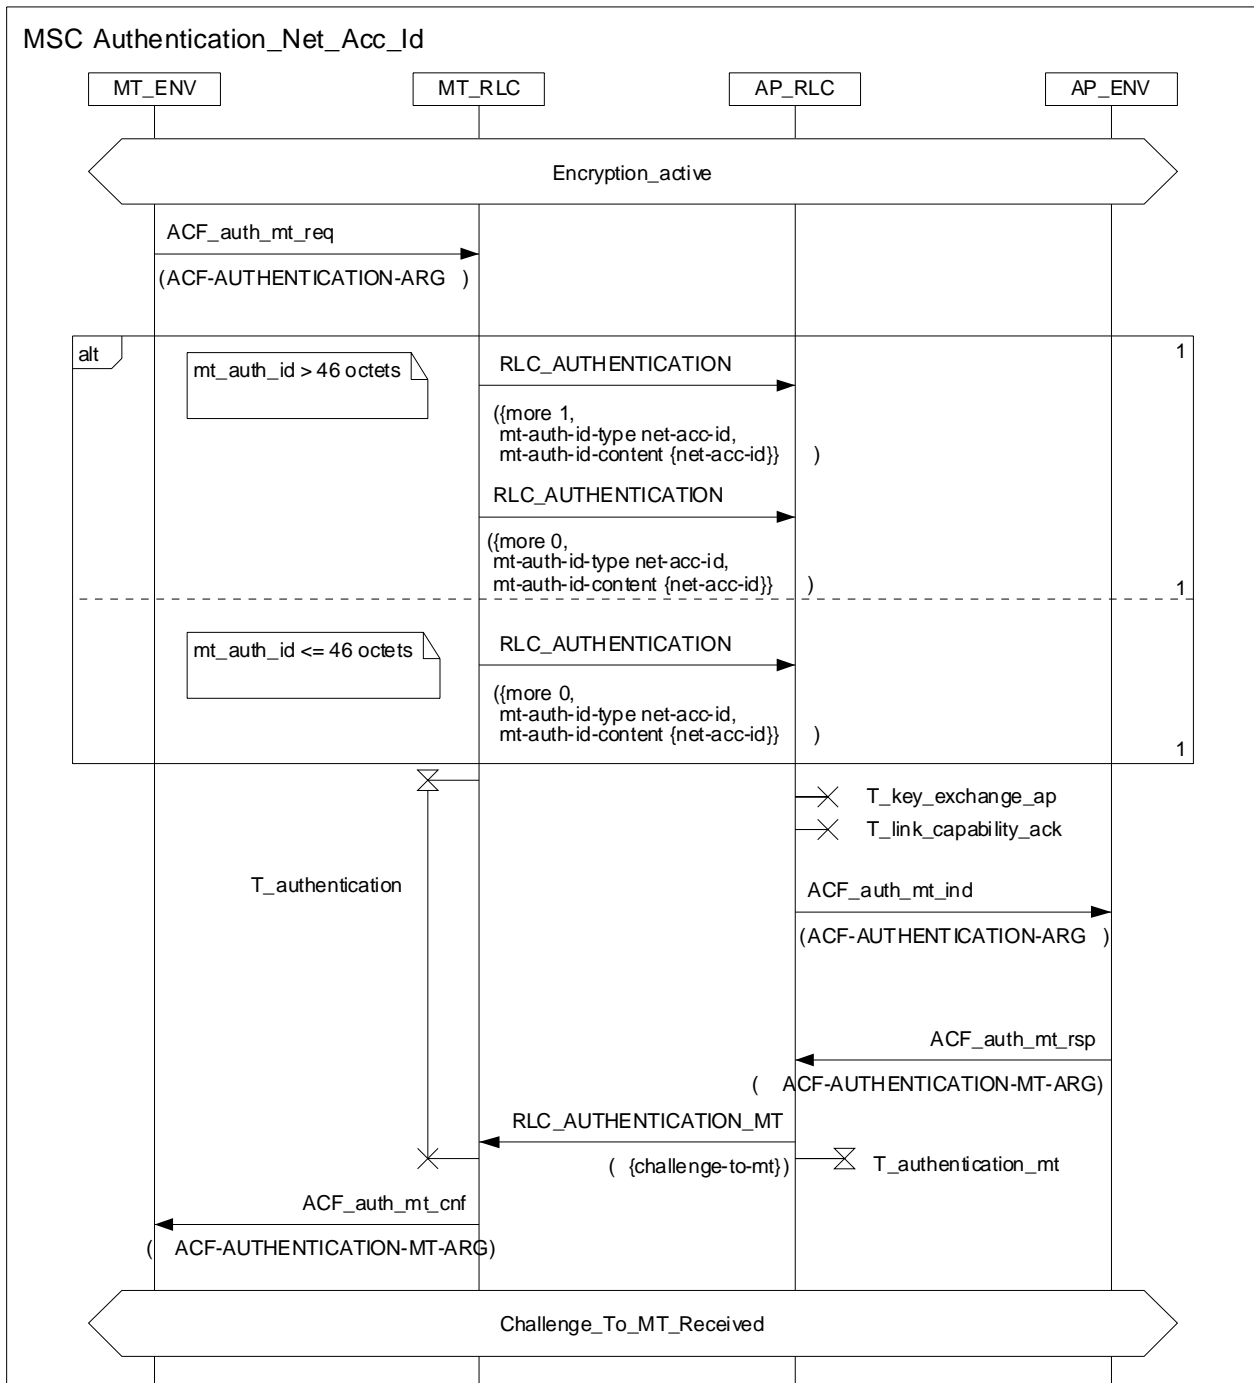 MSC Authentication_Net_Acc_Id
MT_ENV MT_RLC AP_RLC AP_ENV
Encryption_active
ACF_auth_mt_req
(ACF-AUTHENTICATION-ARG )
alt
1
mt_auth_id > 46 octets
RLC_AUTHENTICATION
({more 1,
mt-auth-id-type net-acc-id,
mt-auth-id-content {net-acc-id}} )
RLC_AUTHENTICATION
({more 0,
mt-auth-id-type net-acc-id,
mt-auth-id-content {net-acc-id}} )
1
mt_auth_id <= 46 octets
RLC_AUTHENTICATION
({more 0,
mt-auth-id-type net-acc-id,
mt-auth-id-content {net-acc-id}} )
1
T_key_exchange_ap
T_link_capability_ack
T_authentication
ACF_auth_mt_ind
(ACF-AUTHENTICATION-ARG )
ACF_auth_mt_rsp
( ACF-AUTHENTICATION-MT-ARG)
RLC_AUTHENTICATION_MT
( {challenge-to-mt})
T_authentication_mt
ACF_auth_mt_cnf
( ACF-AUTHENTICATION-MT-ARG)
Challenge_To_MT_Received